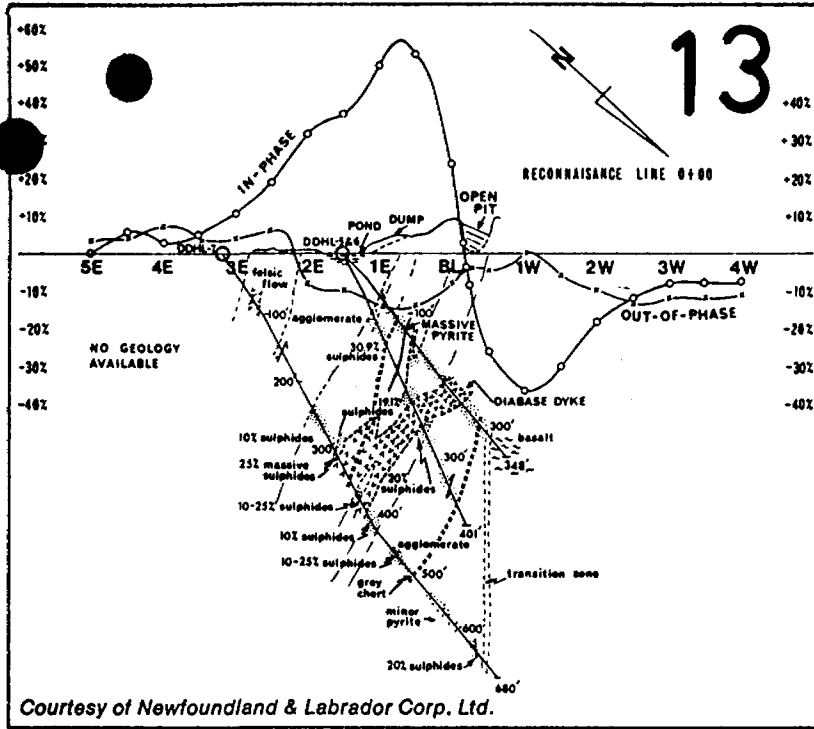 13
+60%
+50%
+40%
+20%
+10%
-10%
-20%
-30%
-40%
+40%
+30%
+20%
+10%
-10%
-20%
-30%
-40%
N
RECONNAISANCE LINE 0+00
IN-PHASE
OUT-OF-PHASE
POND
DUMP
OPEN
PIT
DDHL-7
DDHL-5&6
5E
4E
3E
2E
1E
BL
1W
2W
3W
4W
felsic
flow
100'
agglomerate
100'
MASSIVE
PYRITE
NO GEOLOGY
AVAILABLE
30.9%
sulphides
200'
DIABASE DYKE
sulphides
19.1%
10% sulphides
300'
25% massive
sulphides
20%
sulphides
300'
300'
basalt
348'
10-25% sulphides
400'
401'
10% sulphides
agglomerate
10-25% sulphides
500'
grey
chert
transition zone
minor
pyrite
600'
20% sulphides
680'
Courtesy of Newfoundland & Labrador Corp. Ltd.